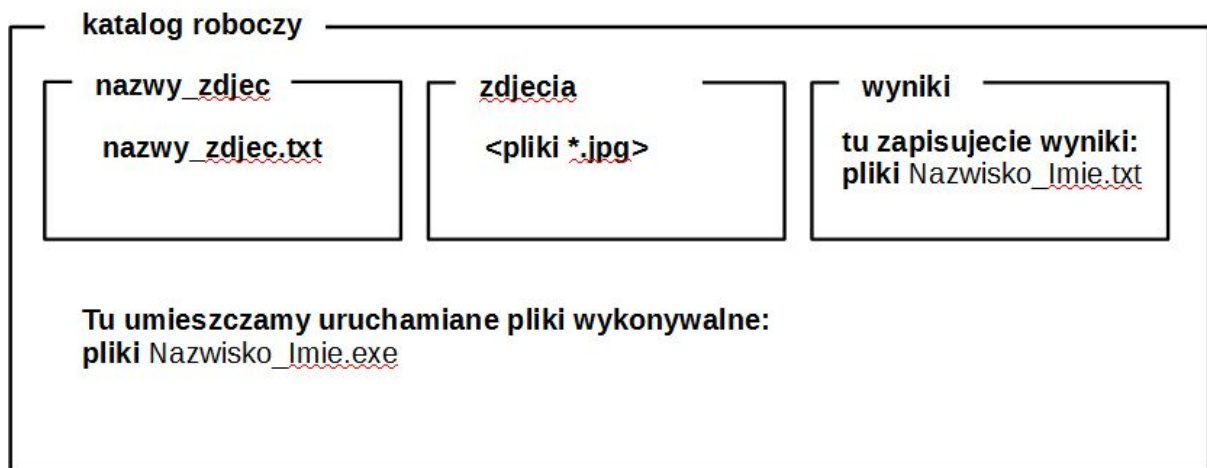 katalog roboczy
nazwy_zdjec
nazwy_zdjec.txt
zdjecia
<pliki *.jpg>
wyniki
tu zapisujecie wyniki:
pliki Nazwisko_Imie.txt
Tu umieszczamy uruchamiane pliki wykonywalne:
pliki Nazwisko_Imie.exe